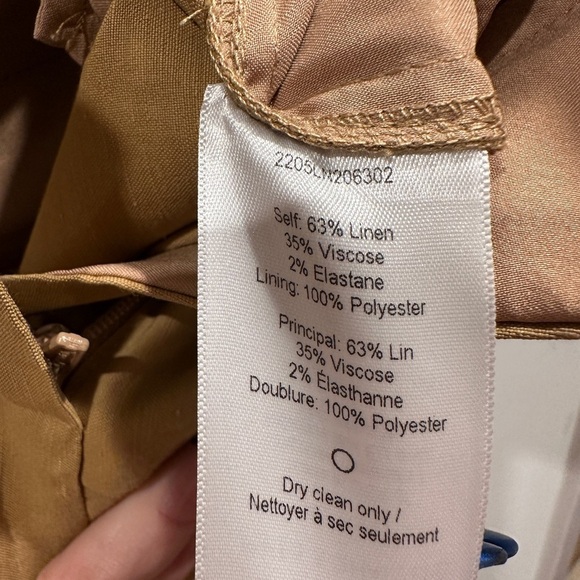 2205LN206302
Self: 63% Linen
35% Viscose
2% Elastane
Lining: 100% Polyester
Principal: 63% Lin
35% Viscose
2% Élasthanne
Doublure: 100% Polyester
Dry clean only /
Nettoyer à sec seulement